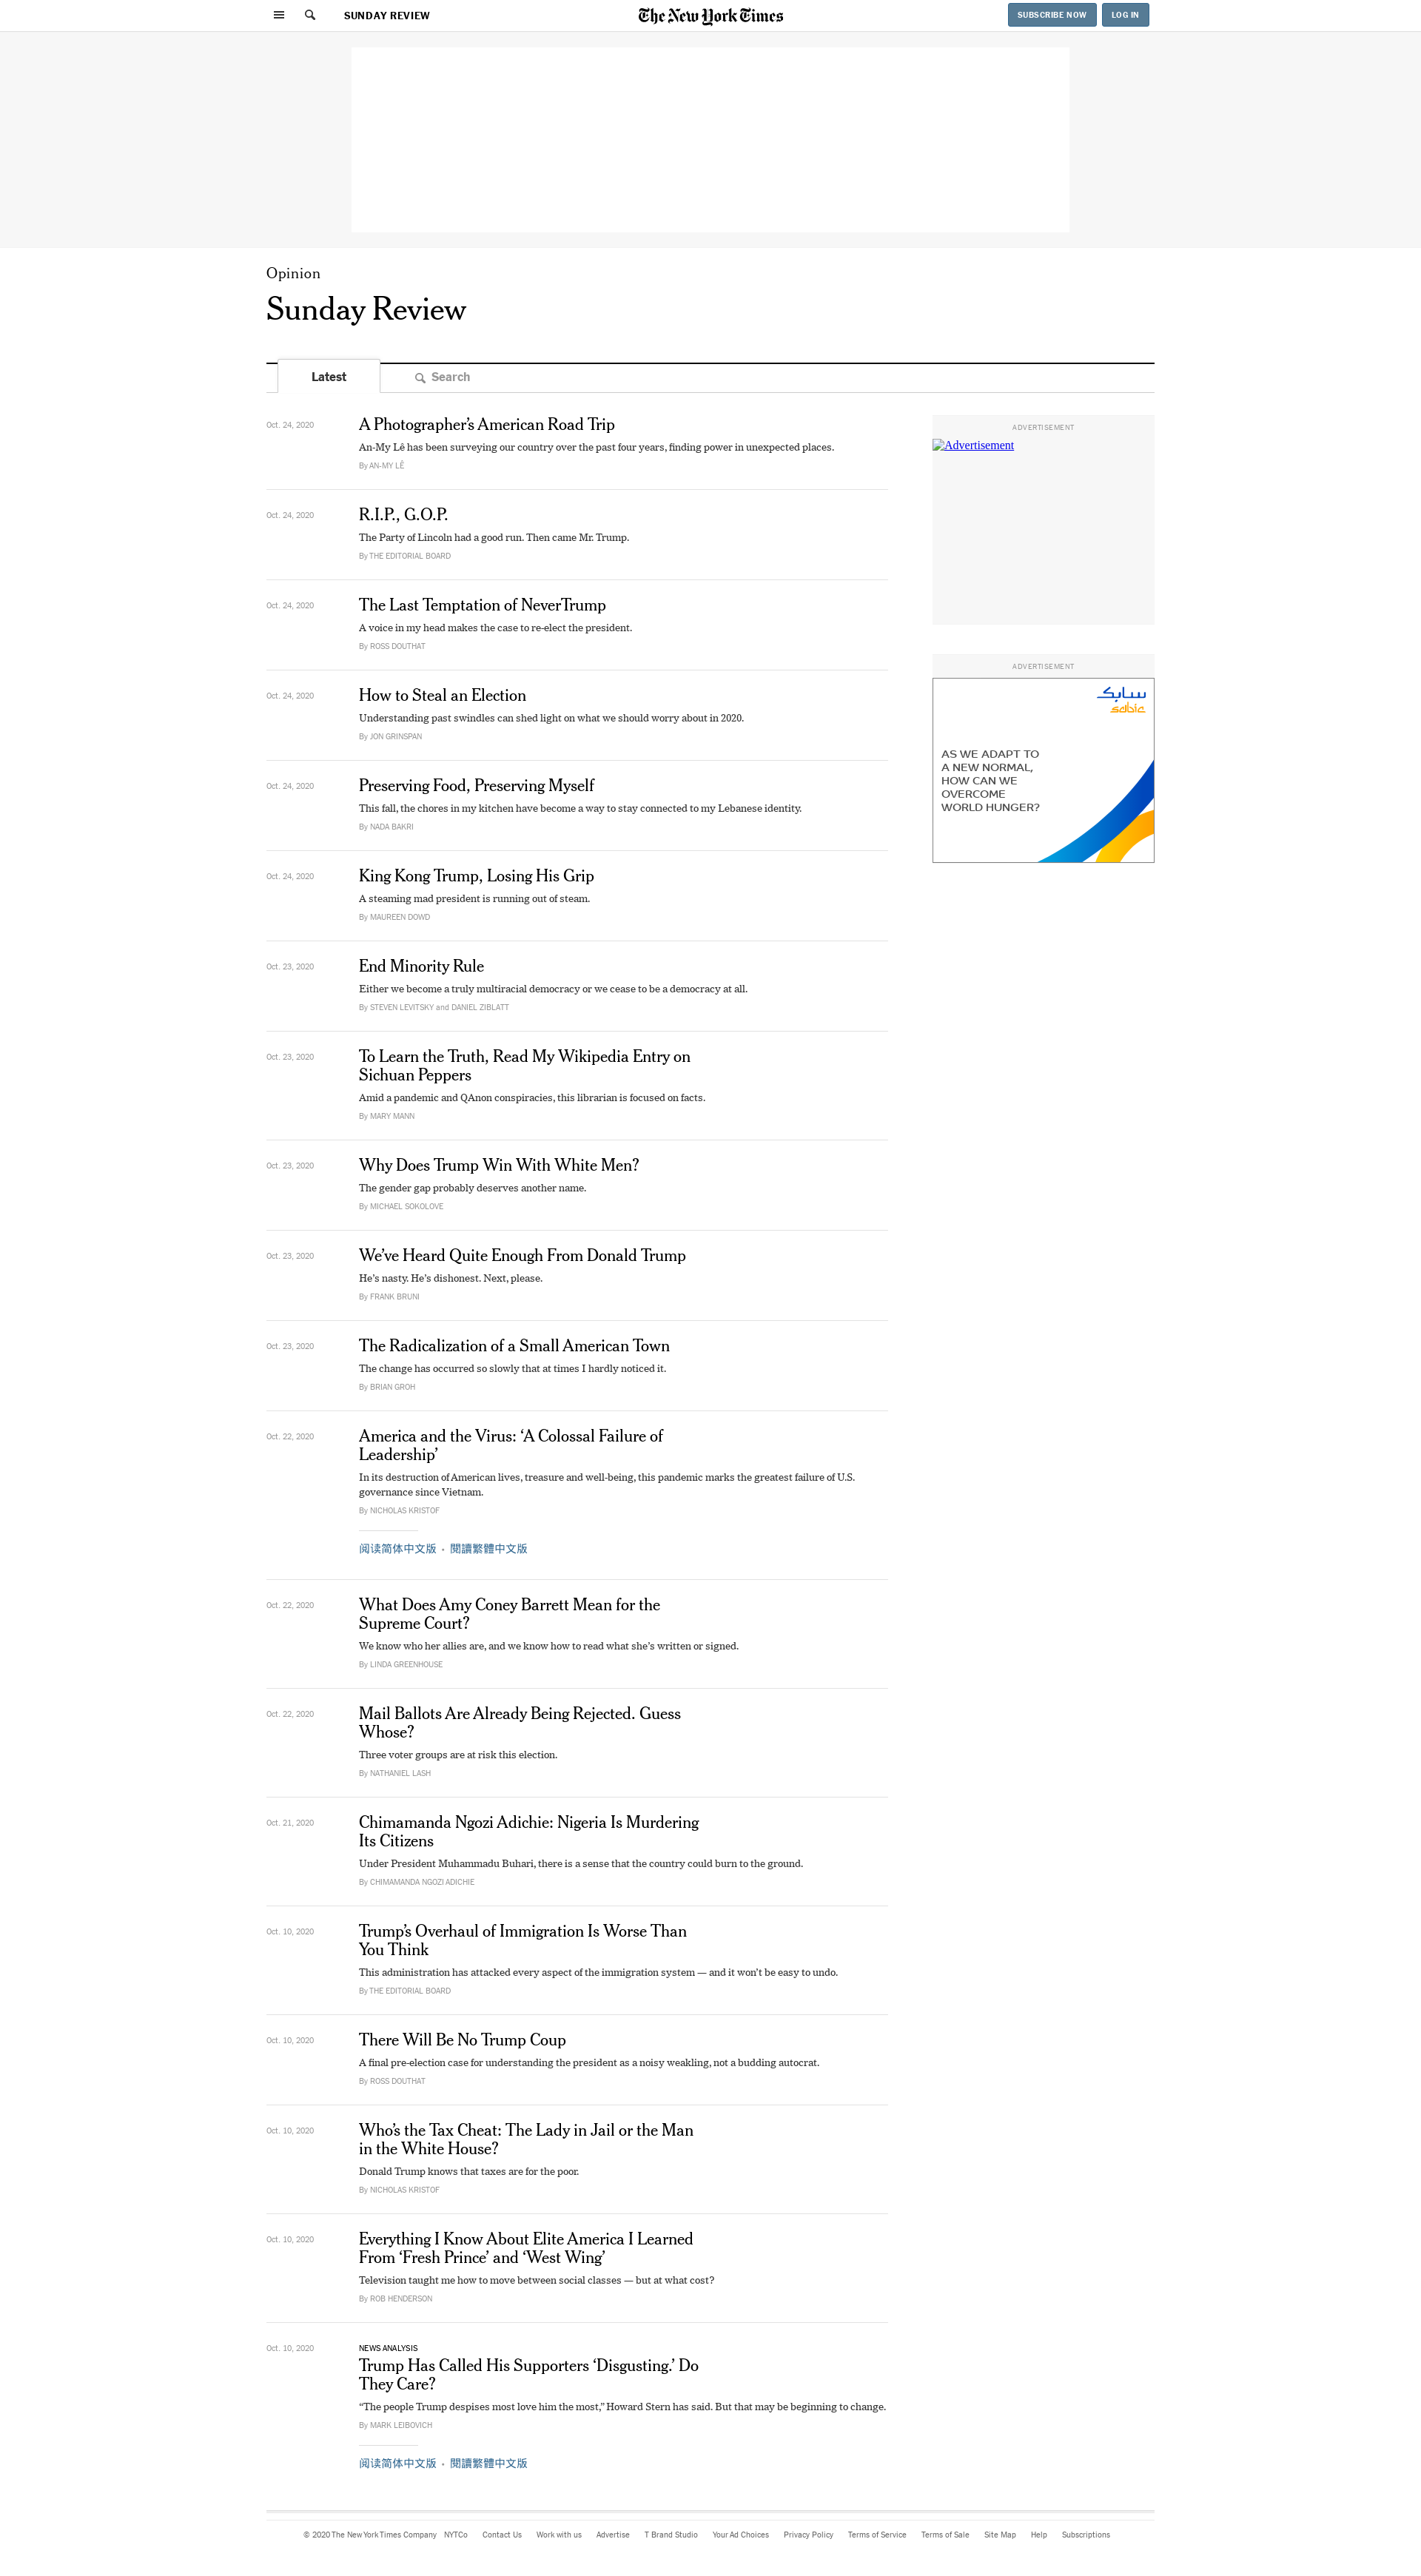 SUNDAY REVIEW
The New York Times
SUBSCRIBE NOW
LOG IN
Opinion
Sunday Review
Latest
Search
Oct. 24, 2020
A Photographer’s American Road Trip
An-My Lê has been surveying our country over the past four years, finding power in unexpected places.
By AN-MY LÊ
Oct. 24, 2020
R.I.P., G.O.P.
The Party of Lincoln had a good run. Then came Mr. Trump.
By THE EDITORIAL BOARD
Oct. 24, 2020
The Last Temptation of NeverTrump
A voice in my head makes the case to re-elect the president.
By ROSS DOUTHAT
Oct. 24, 2020
How to Steal an Election
Understanding past swindles can shed light on what we should worry about in 2020.
By JON GRINSPAN
Oct. 24, 2020
Preserving Food, Preserving Myself
This fall, the chores in my kitchen have become a way to stay connected to my Lebanese identity.
By NADA BAKRI
Oct. 24, 2020
King Kong Trump, Losing His Grip
A steaming mad president is running out of steam.
By MAUREEN DOWD
Oct. 23, 2020
End Minority Rule
Either we become a truly multiracial democracy or we cease to be a democracy at all.
By STEVEN LEVITSKY and DANIEL ZIBLATT
Oct. 23, 2020
To Learn the Truth, Read My Wikipedia Entry on
Sichuan Peppers
Amid a pandemic and QAnon conspiracies, this librarian is focused on facts.
By MARY MANN
Oct. 23, 2020
Why Does Trump Win With White Men?
The gender gap probably deserves another name.
By MICHAEL SOKOLOVE
Oct. 23, 2020
We’ve Heard Quite Enough From Donald Trump
He’s nasty. He’s dishonest. Next, please.
By FRANK BRUNI
Oct. 23, 2020
The Radicalization of a Small American Town
The change has occurred so slowly that at times I hardly noticed it.
By BRIAN GROH
Oct. 22, 2020
America and the Virus: ‘A Colossal Failure of
Leadership’
In its destruction of American lives, treasure and well-being, this pandemic marks the greatest failure of U.S.
governance since Vietnam.
By NICHOLAS KRISTOF
阅读简体中文版 • 閱讀繁體中文版
Oct. 22, 2020
What Does Amy Coney Barrett Mean for the
Supreme Court?
We know who her allies are, and we know how to read what she’s written or signed.
By LINDA GREENHOUSE
Oct. 22, 2020
Mail Ballots Are Already Being Rejected. Guess
Whose?
Three voter groups are at risk this election.
By NATHANIEL LASH
Oct. 21, 2020
Chimamanda Ngozi Adichie: Nigeria Is Murdering
Its Citizens
Under President Muhammadu Buhari, there is a sense that the country could burn to the ground.
By CHIMAMANDA NGOZI ADICHIE
Oct. 10, 2020
Trump’s Overhaul of Immigration Is Worse Than
You Think
This administration has attacked every aspect of the immigration system — and it won’t be easy to undo.
By THE EDITORIAL BOARD
Oct. 10, 2020
There Will Be No Trump Coup
A final pre-election case for understanding the president as a noisy weakling, not a budding autocrat.
By ROSS DOUTHAT
Oct. 10, 2020
Who’s the Tax Cheat: The Lady in Jail or the Man
in the White House?
Donald Trump knows that taxes are for the poor.
By NICHOLAS KRISTOF
Oct. 10, 2020
Everything I Know About Elite America I Learned
From ‘Fresh Prince’ and ‘West Wing’
Television taught me how to move between social classes — but at what cost?
By ROB HENDERSON
Oct. 10, 2020
NEWS ANALYSIS
Trump Has Called His Supporters ‘Disgusting.’ Do
They Care?
“The people Trump despises most love him the most,” Howard Stern has said. But that may be beginning to change.
By MARK LEIBOVICH
阅读简体中文版 • 閱讀繁體中文版
ADVERTISEMENT
Advertisement
ADVERTISEMENT
سابك
sabic
AS WE ADAPT TO
A NEW NORMAL,
HOW CAN WE
OVERCOME
WORLD HUNGER?
© 2020 The New York Times Company NYTCo Contact Us Work with us Advertise T Brand Studio Your Ad Choices Privacy Policy Terms of Service Terms of Sale Site Map Help Subscriptions